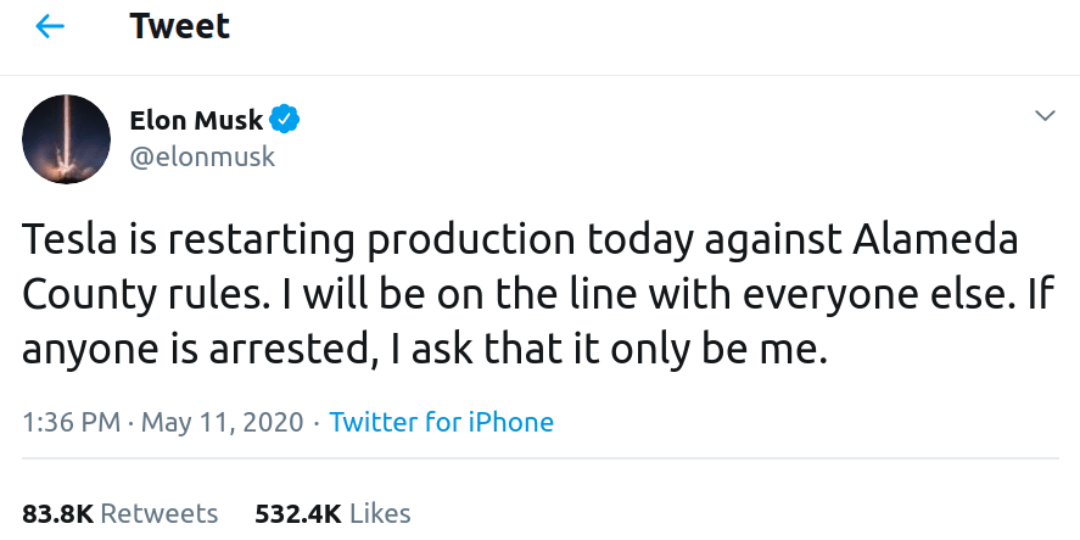 Tweet
Elon Musk
@elonmusk
Tesla is restarting production today against Alameda
County rules. I will be on the line with everyone else. If
anyone is arrested, I ask that it only be me.
1:36 PM · May 11, 2020 · Twitter for iPhone
83.8K Retweets 532.4K Likes